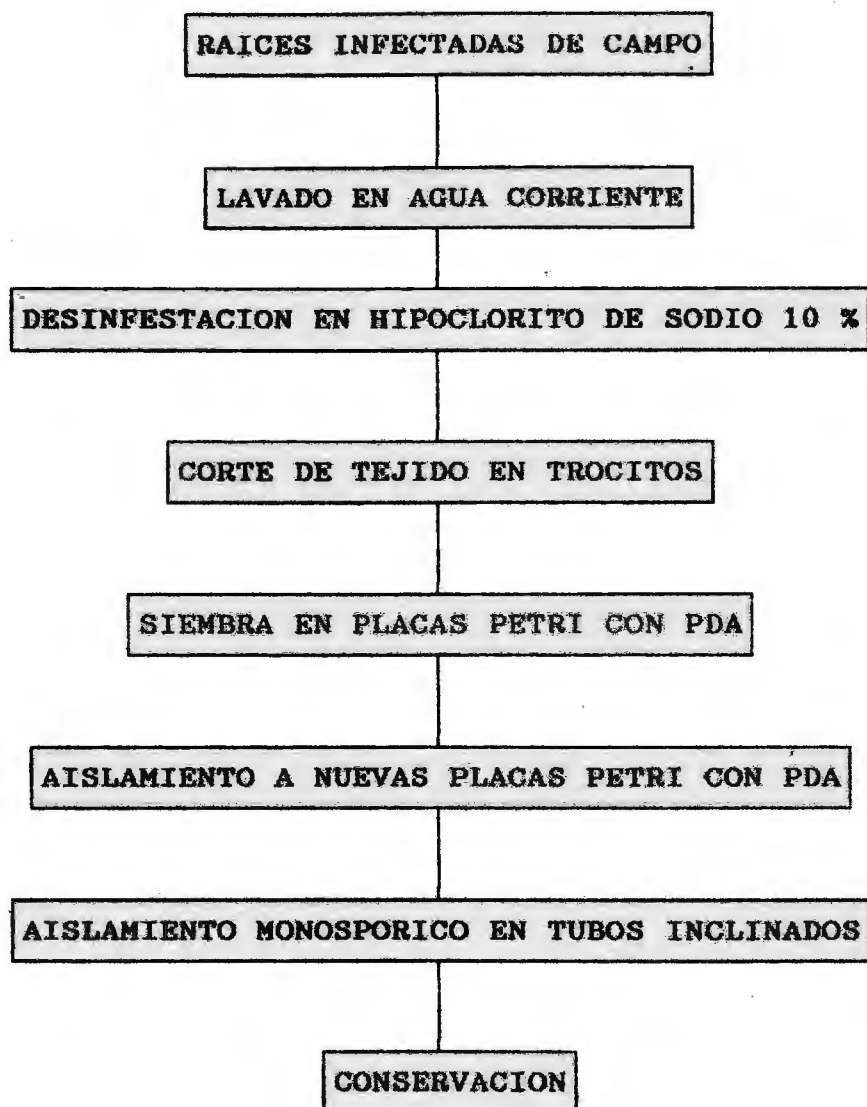 RAICES INFECTADAS DE CAMPO
LAVADO EN AGUA CORRIENTE
DESINFESTACION EN HIPOCLORITO DE SODIO 10 %
CORTE DE TEJIDO EN TROCITOS
SIEMBRA EN PLACAS PETRI CON PDA
AISLAMIENTO A NUEVAS PLACAS PETRI CON PDA
AISLAMIENTO MONOSPORICO EN TUBOS INCLINADOS
CONSERVACION